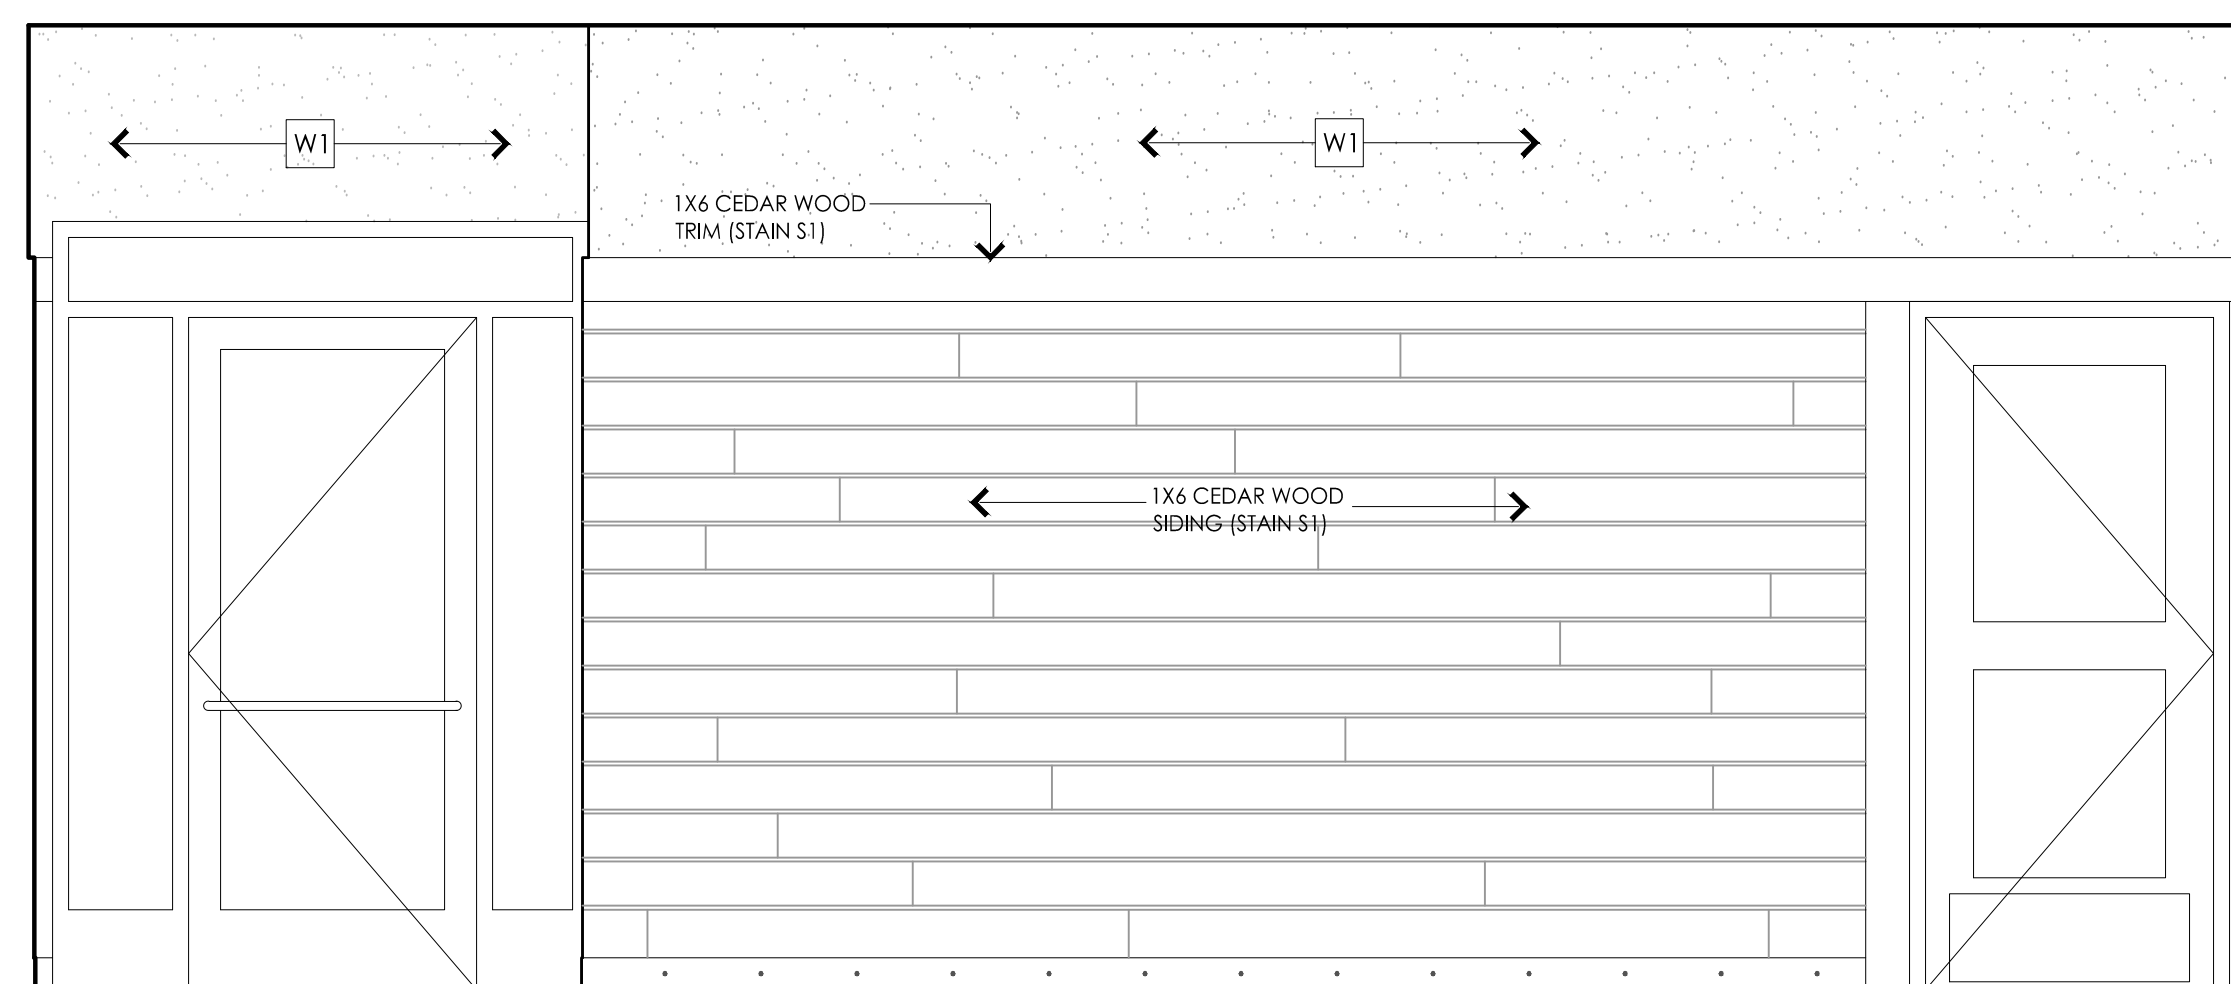 W1
W1
1X6 CEDAR WOOD
TRIM (STAIN S1)
1X6 CEDAR WOOD
SIDING (STAIN S1)